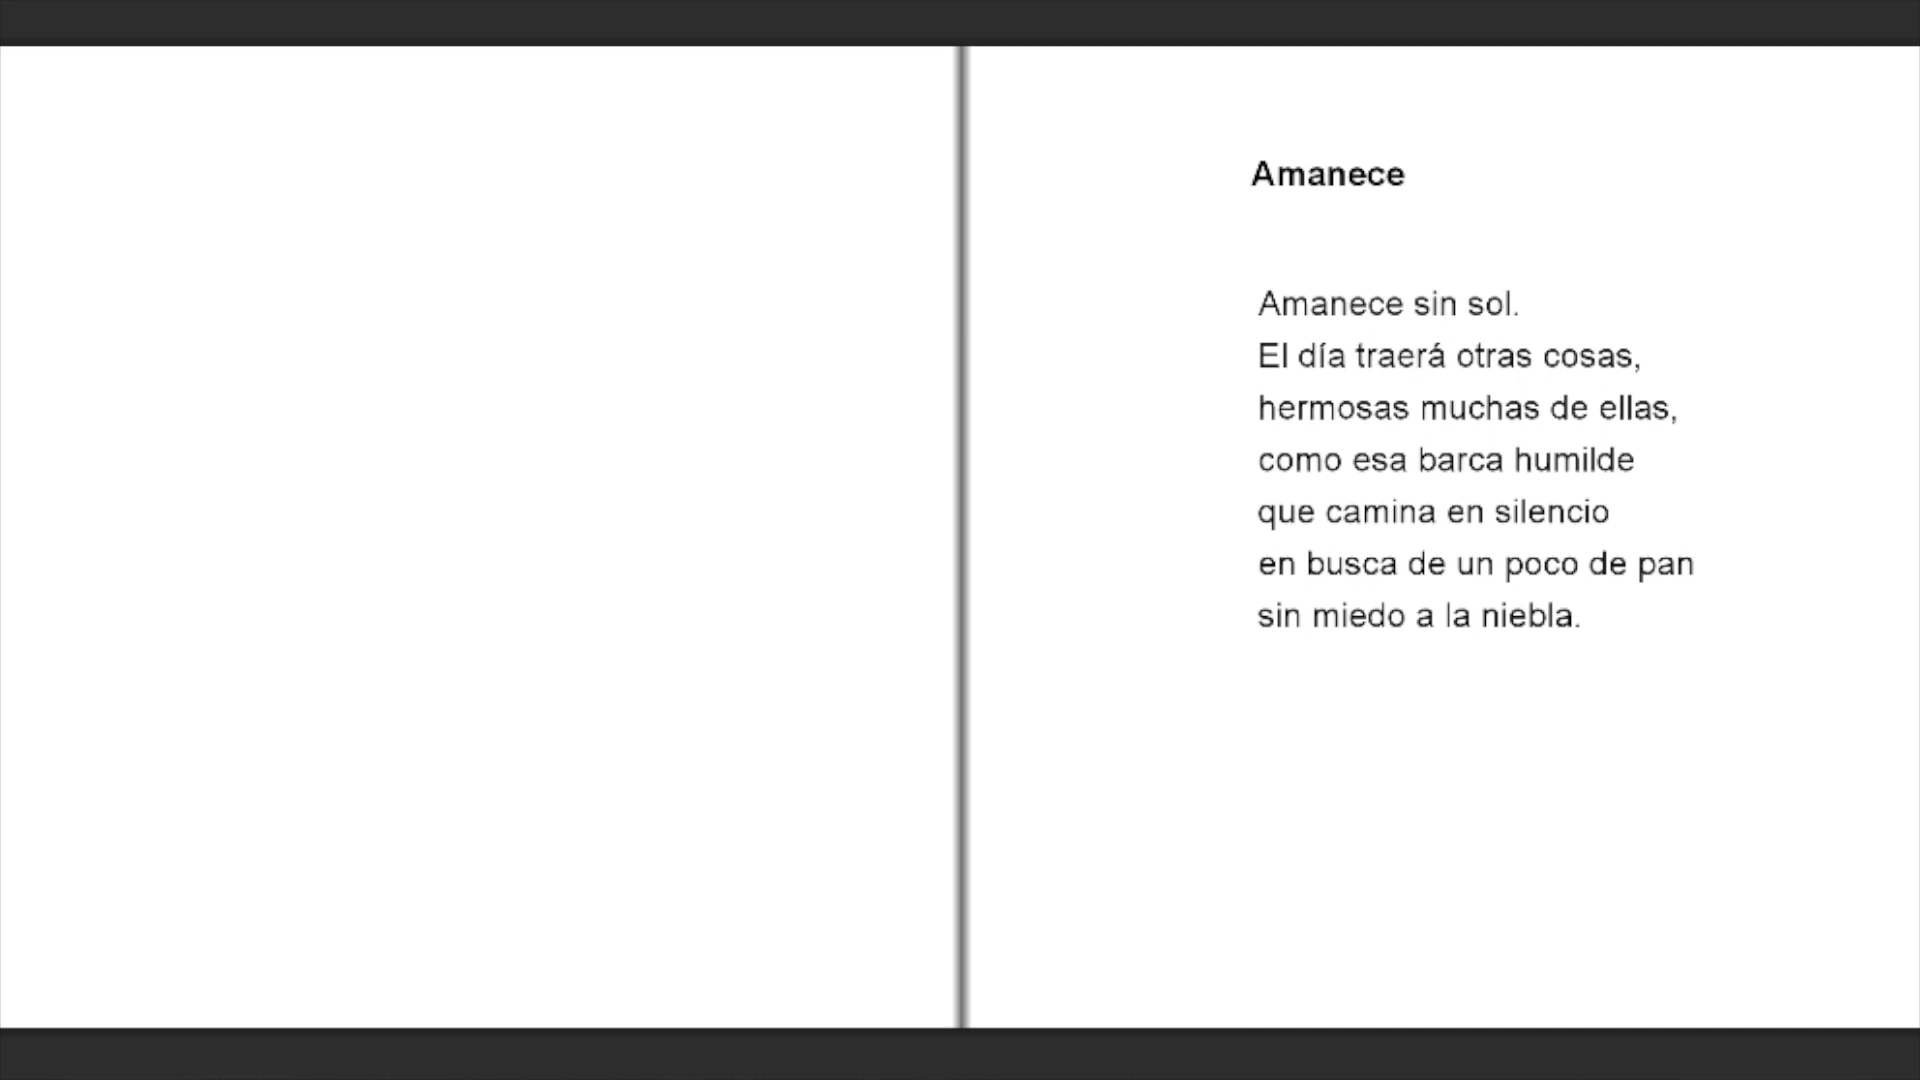 Amanece
Amanece sin sol.
El día traerá otras cosas,
hermosas muchas de ellas,
como esa barca humilde
que camina en silencio
en busca de un poco de pan
sin miedo a la niebla.